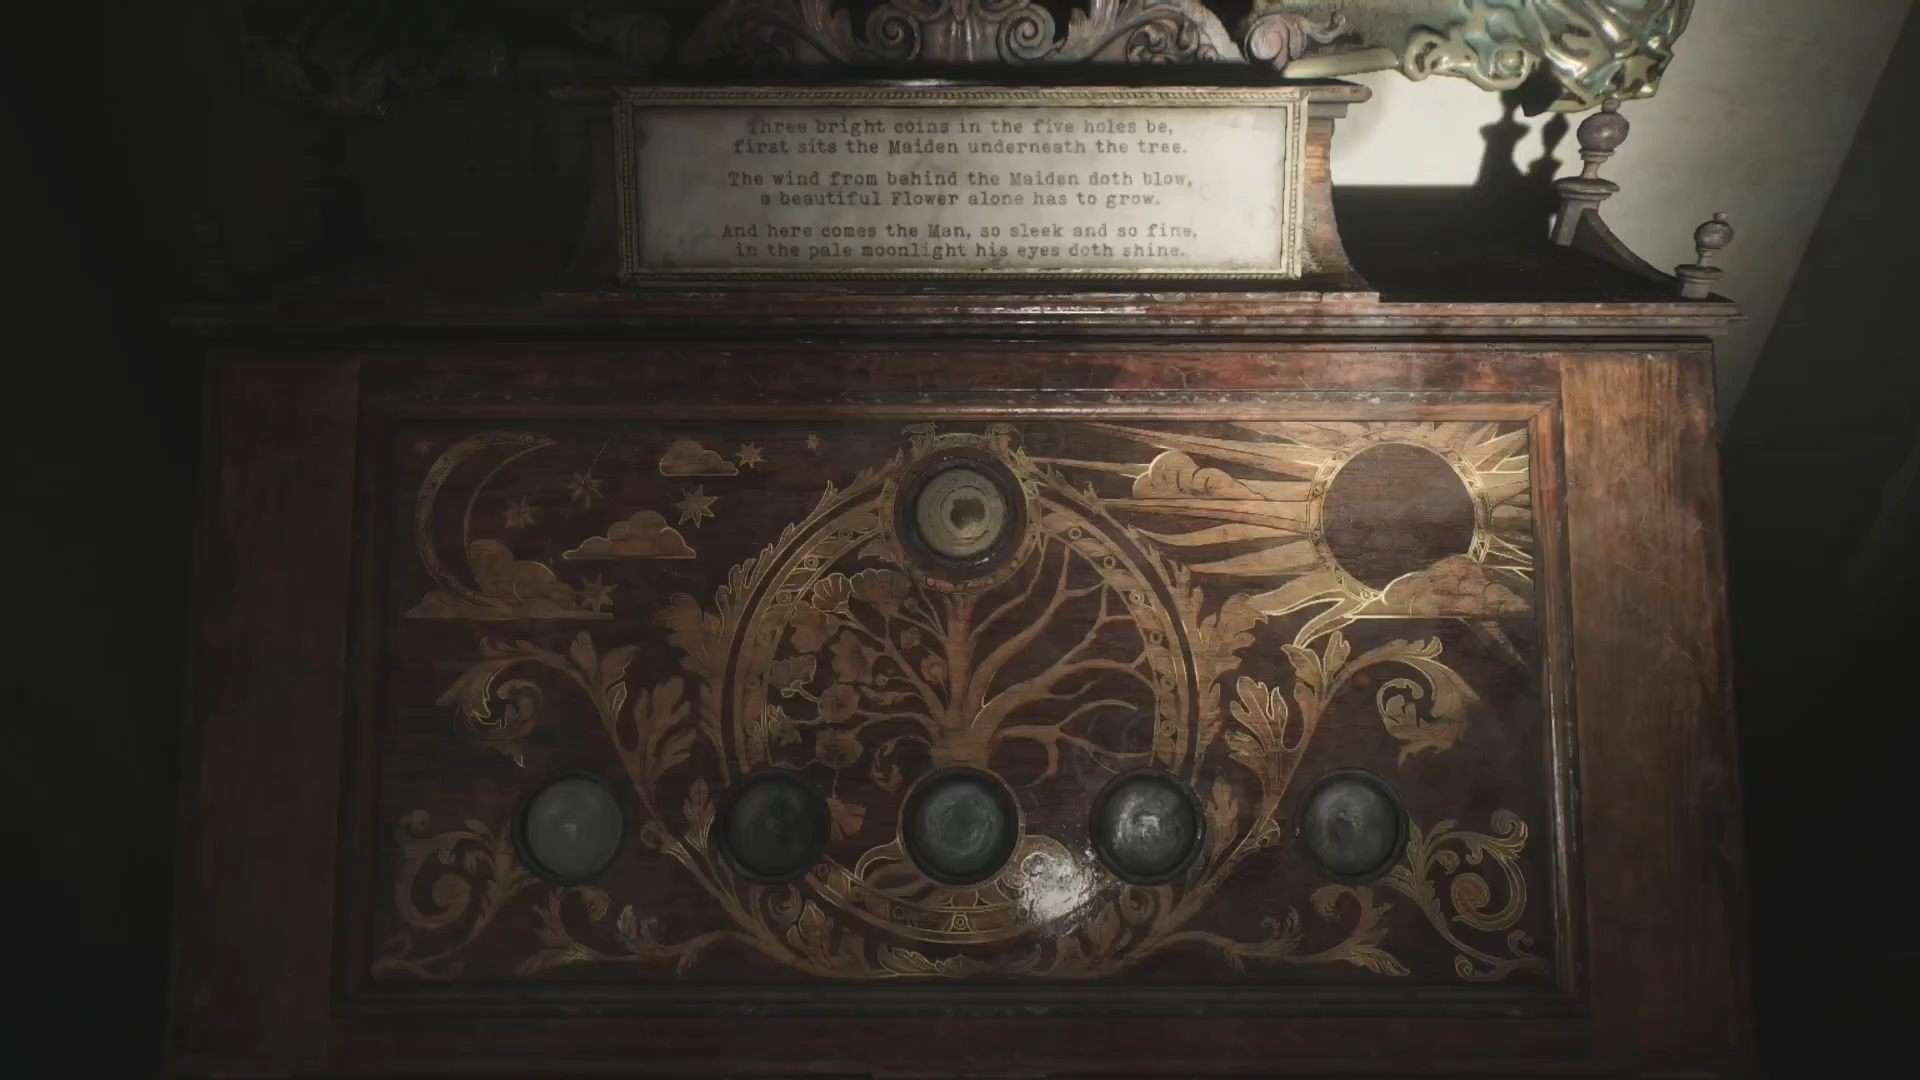 Three bright coins in the five holes be,
first sits the Maiden underneath the tree.
The wind from behind the Maiden doth blow,
a beautiful Flower alone has to grow.
And here comes the Man, so sleek and so fine,
in the pale moonlight his eyes doth shine.